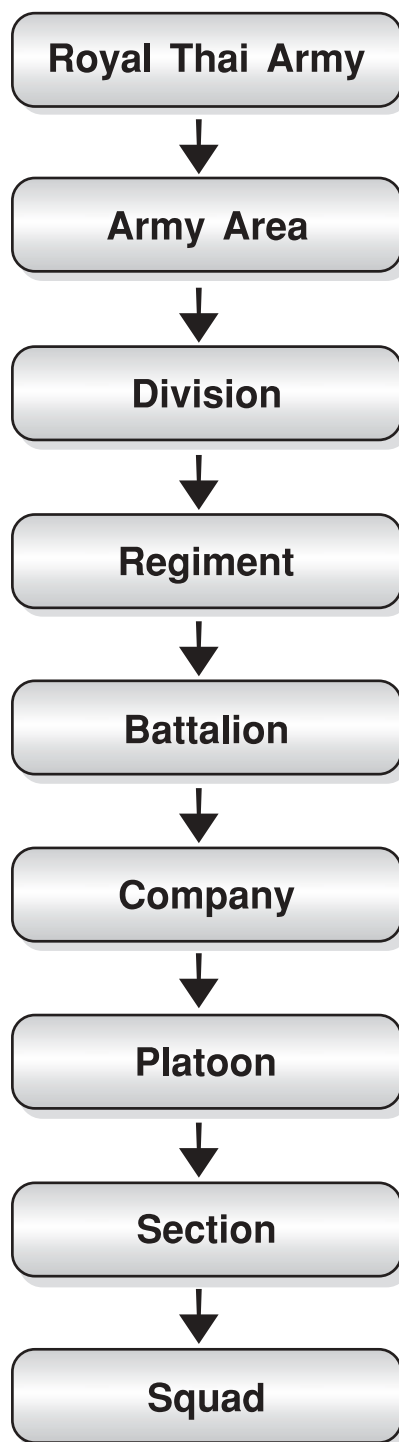 Royal Thai Army
Army Area
Division
Regiment
Battalion
Company
Platoon
Section
Squad